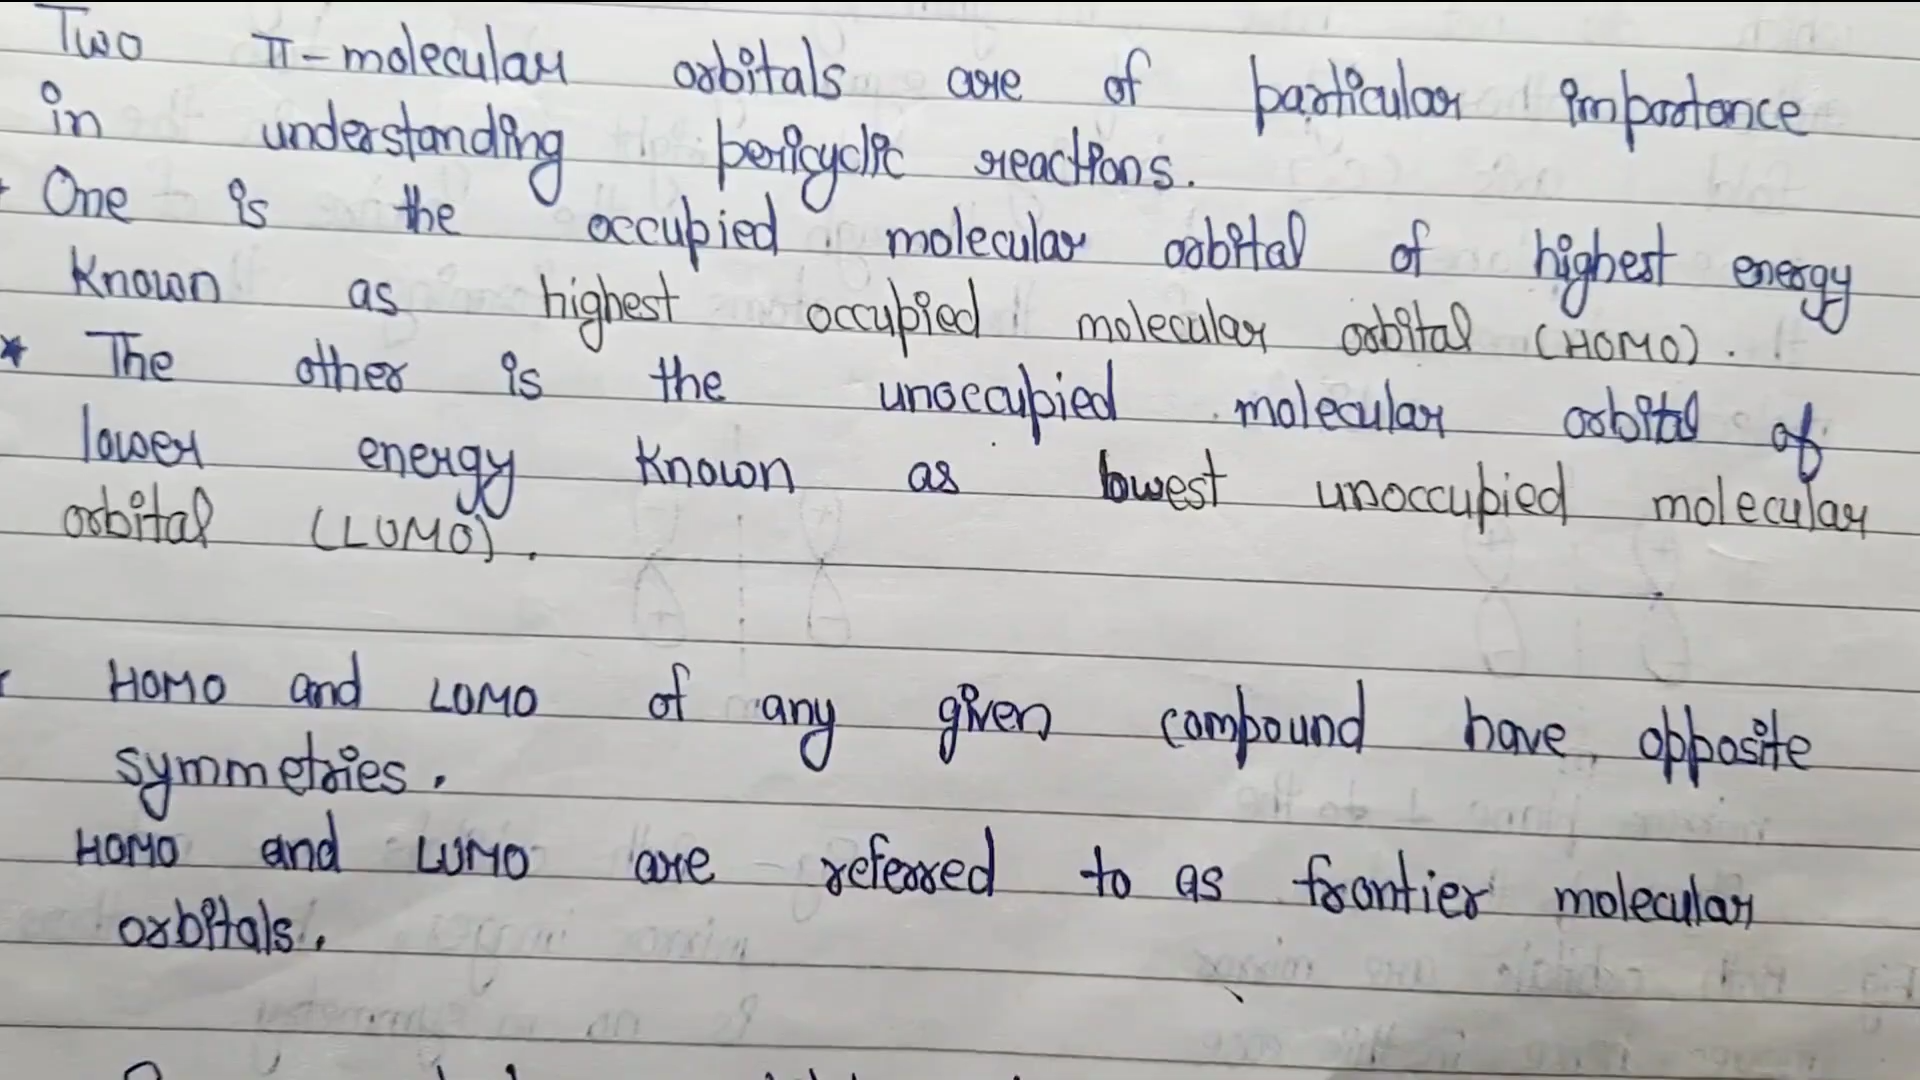 Two π-molecular orbitals are of particular importance
in understanding pericyclic reactions.
One is the occupied molecular orbital of highest energy
Known as highest occupied molecular orbital (HOMO).
* The other is the unoccupied molecular orbital of
lower energy Known as lowest unoccupied molecular
orbital (LUMO).
HOMO and LUMO of any given compound have opposite
symmetries.
HOMO and LUMO are referred to as frontier molecular
orbitals.